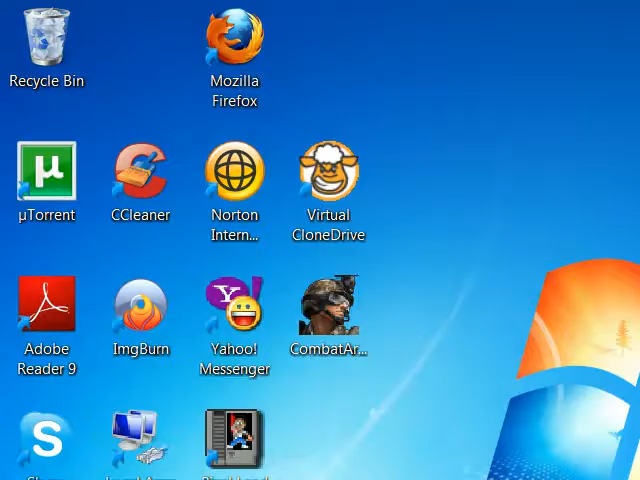 Recycle Bin
Mozilla
Firefox
µ
µTorrent
CCleaner
Norton
Intern...
Virtual
CloneDrive
Adobe
Reader 9
ImgBurn
Y!
Yahoo!
Messenger
CombatAr...
S